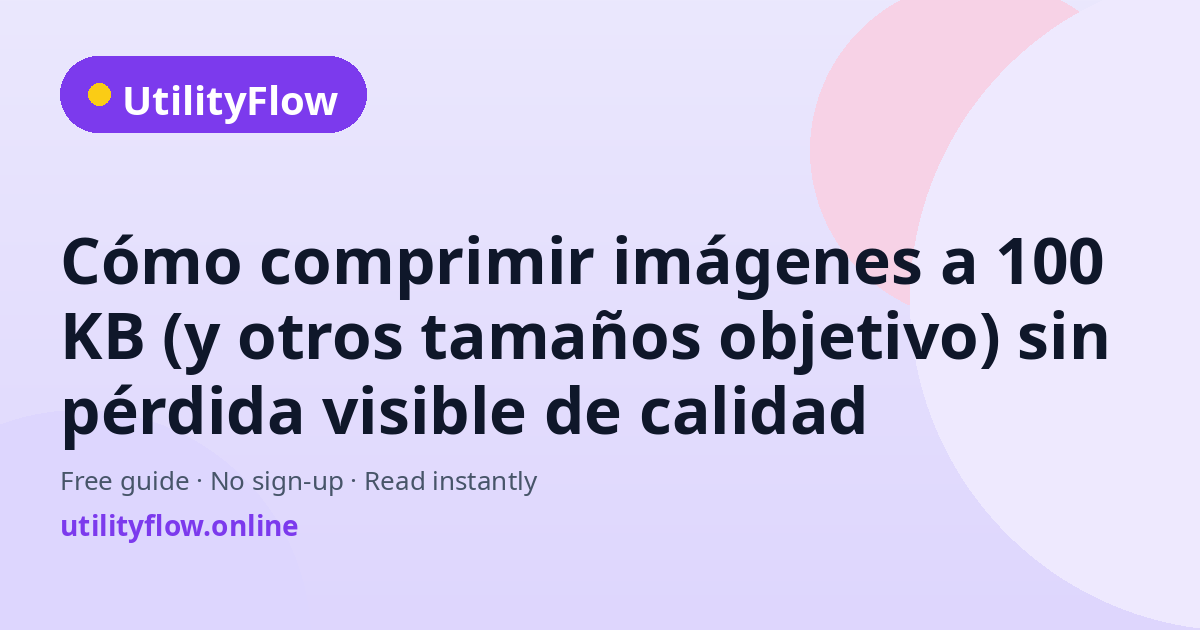 UtilityFlow
Cómo comprimir imágenes a 100
KB (y otros tamaños objetivo) sin
pérdida visible de calidad
Free guide · No sign-up · Read instantly
utilityflow.online